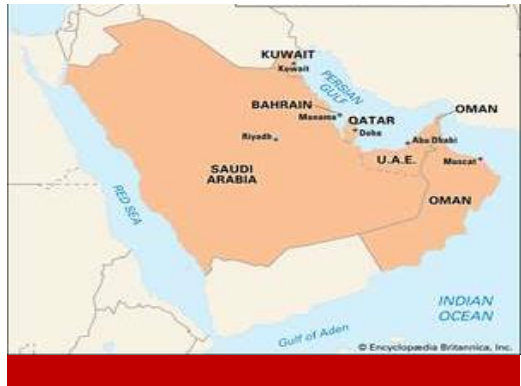 KUWAIT
Kuwait
PERSIAN
GULF
BAHRAIN
Manama
QATAR
Doha
OMAN
Abu Dhabi
Riyadh
U.A.E.
Muscat
SAUDI
ARABIA
OMAN
RED SEA
INDIAN
OCEAN
Gulf of Aden
© Encyclopædia Britannica, Inc.